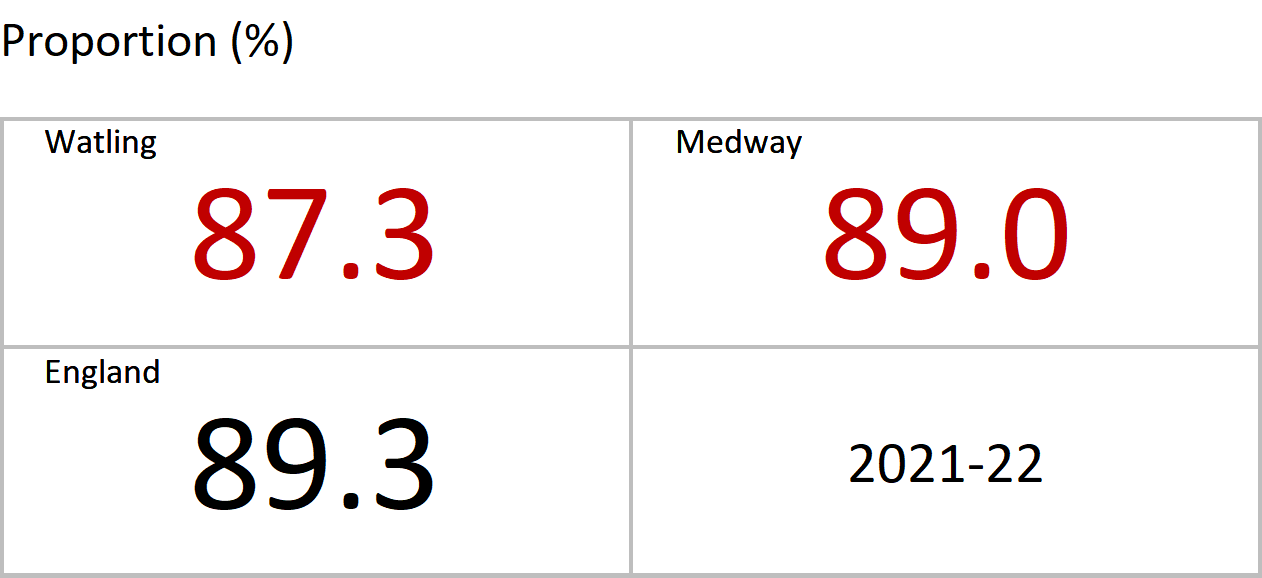 Proportion (%)
Watling
87.3
Medway
89.0
England
89.3
2021-22